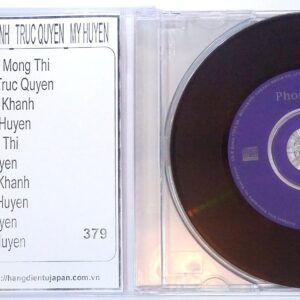 NH TRUC QUYEN MY HUYEN
Mong Thi
Truc Quyen
Khanh
Huyen
Thi
yen
Khanh
Huyen
yen
uyen
379
://hangdientujapan.com.vn
Pho